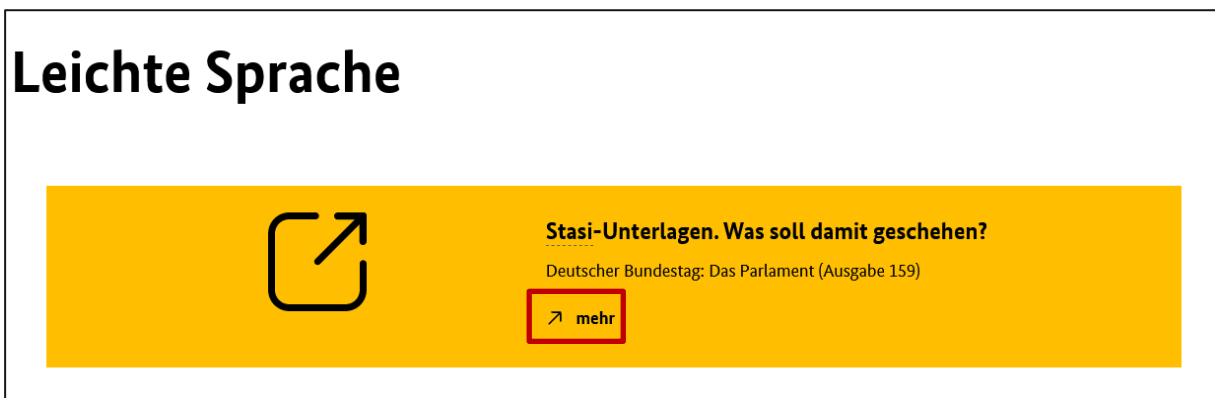 Leichte Sprache
Stasi-Unterlagen. Was soll damit geschehen?
Deutscher Bundestag: Das Parlament (Ausgabe 159)
mehr